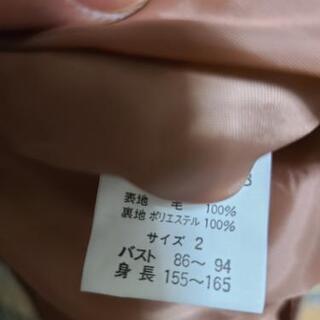 表地 毛 100%
裏地 ポリエステル 100%
サイズ 2
バスト 86〜 94
身長 155〜165